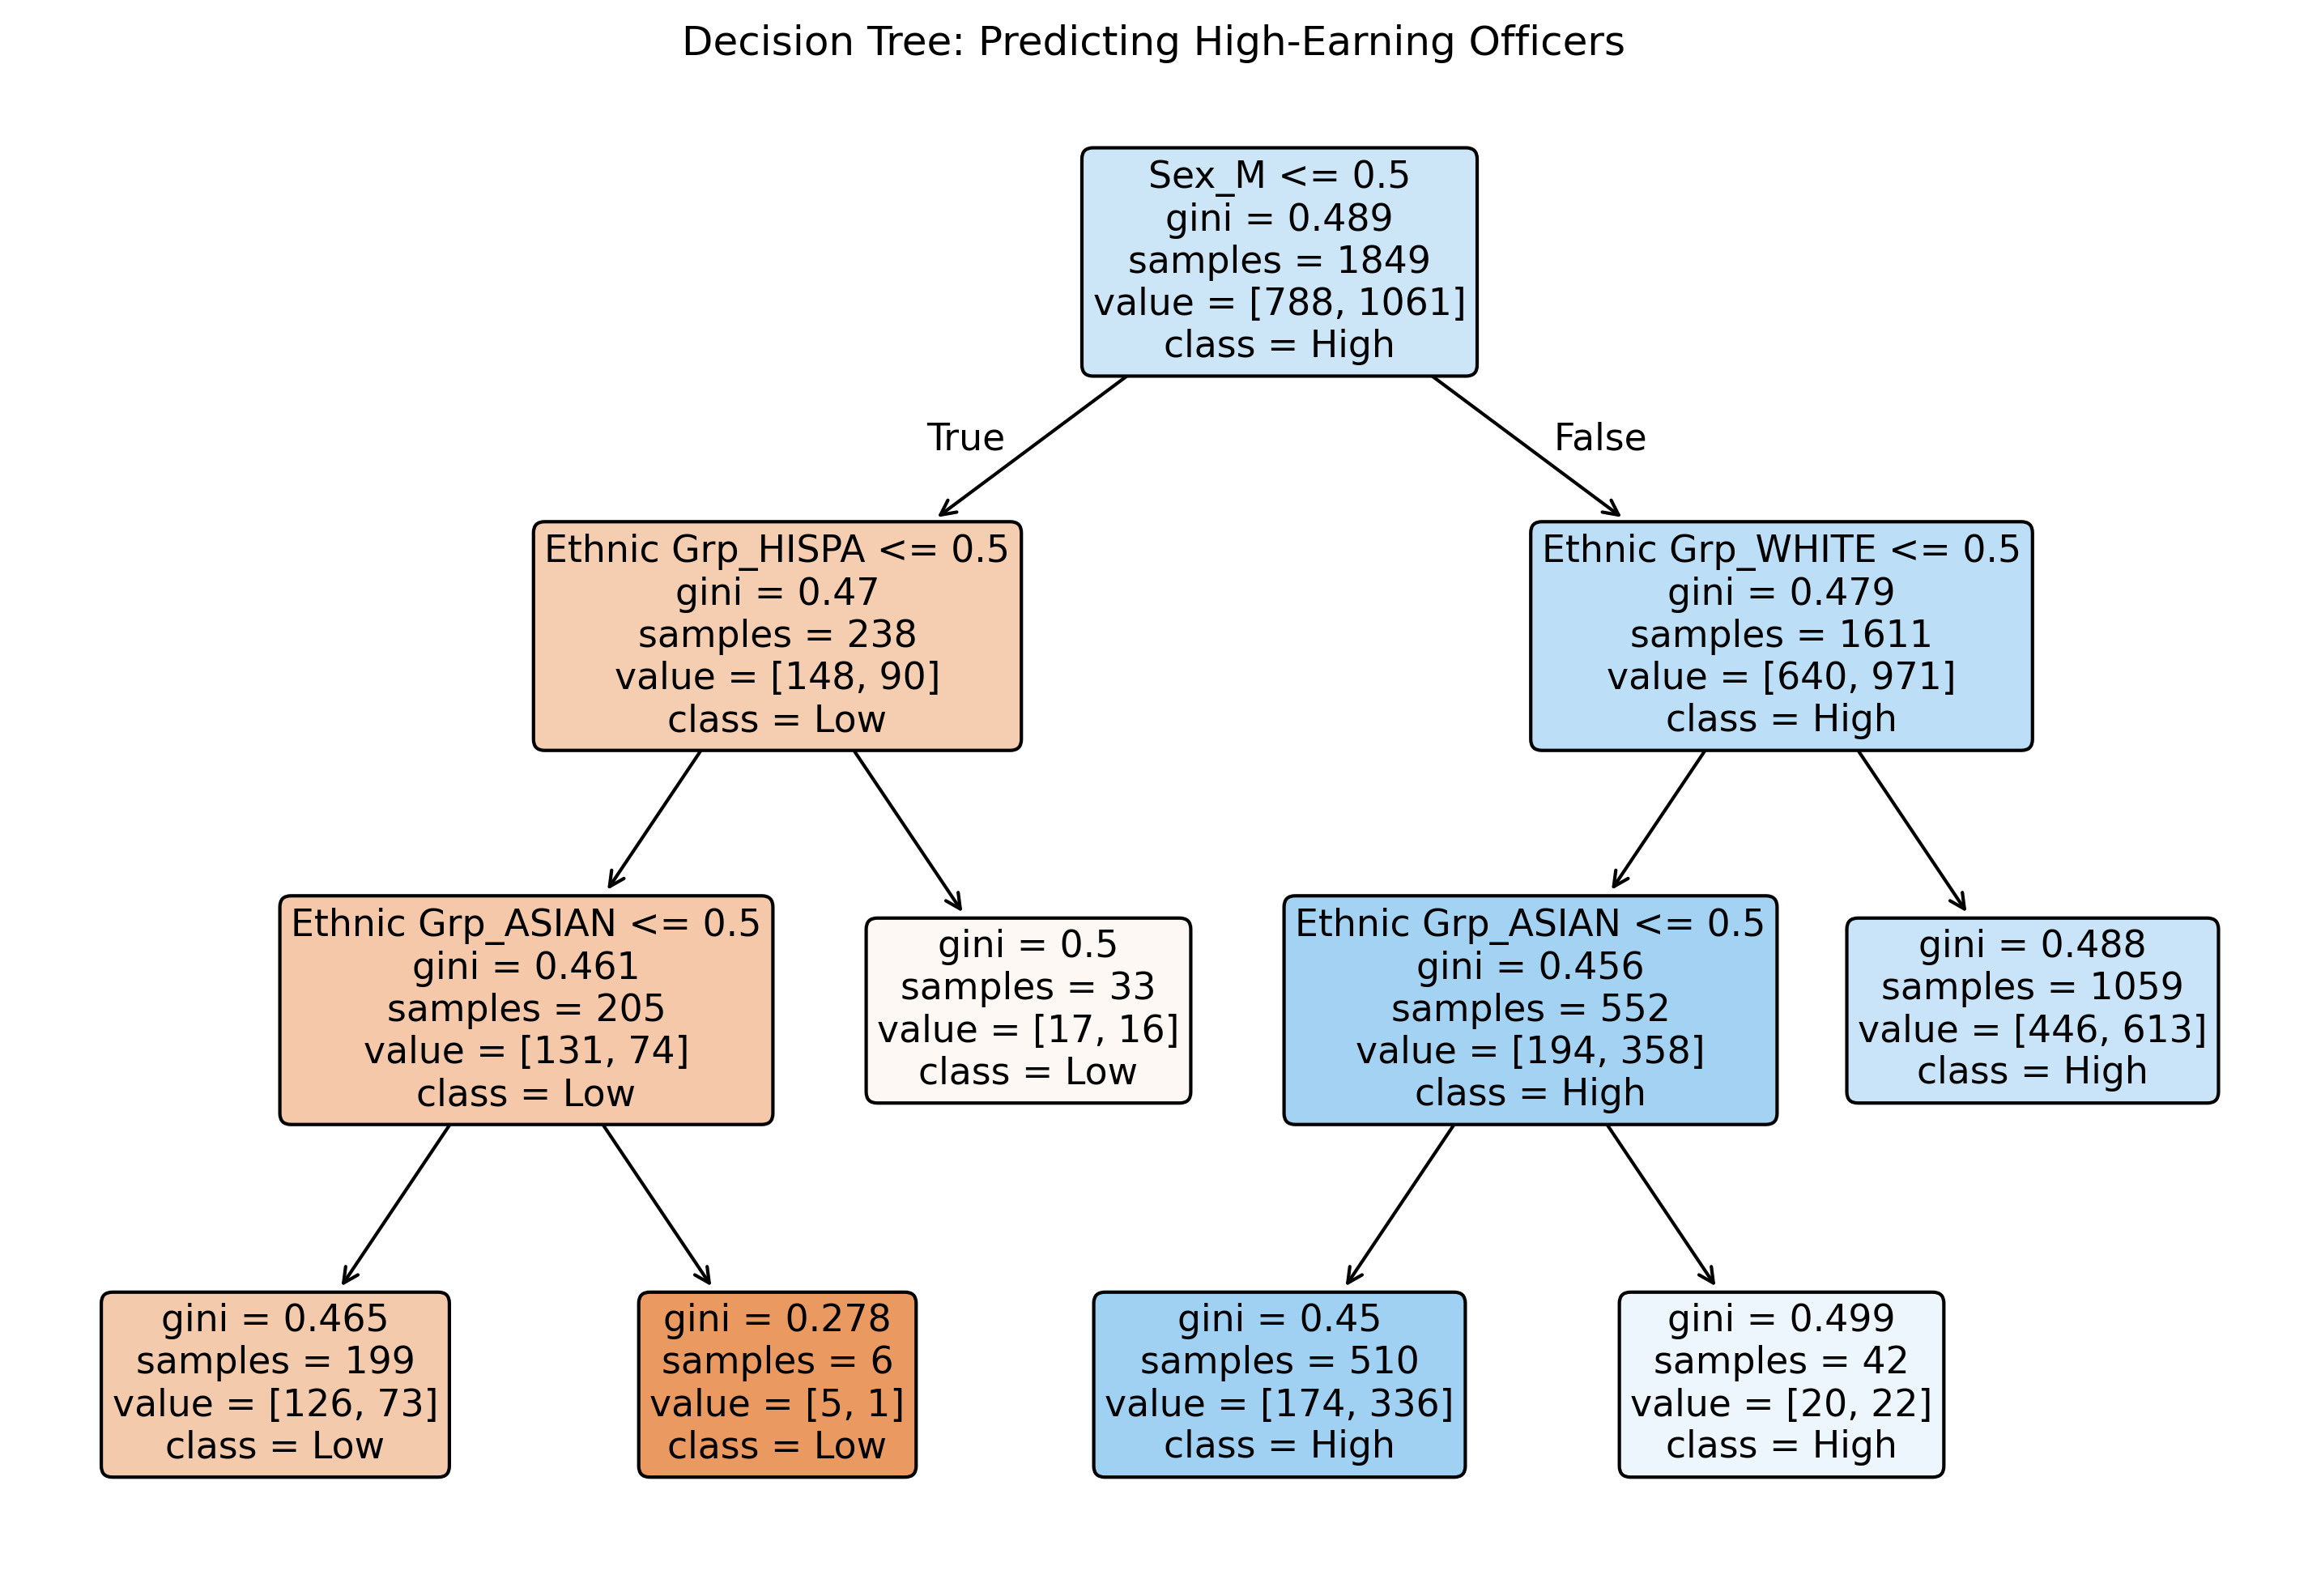 Decision Tree: Predicting High-Earning Officers
Sex_M <= 0.5
gini = 0.489
samples = 1849
value = [788, 1061]
class = High
True
False
Ethnic Grp_HISPA <= 0.5
gini = 0.47
samples = 238
value = [148, 90]
class = Low
Ethnic Grp_WHITE <= 0.5
gini = 0.479
samples = 1611
value = [640, 971]
class = High
Ethnic Grp_ASIAN <= 0.5
gini = 0.461
samples = 205
value = [131, 74]
class = Low
gini = 0.5
samples = 33
value = [17, 16]
class = Low
Ethnic Grp_ASIAN <= 0.5
gini = 0.456
samples = 552
value = [194, 358]
class = High
gini = 0.488
samples = 1059
value = [446, 613]
class = High
gini = 0.465
samples = 199
value = [126, 73]
class = Low
gini = 0.278
samples = 6
value = [5, 1]
class = Low
gini = 0.45
samples = 510
value = [174, 336]
class = High
gini = 0.499
samples = 42
value = [20, 22]
class = High